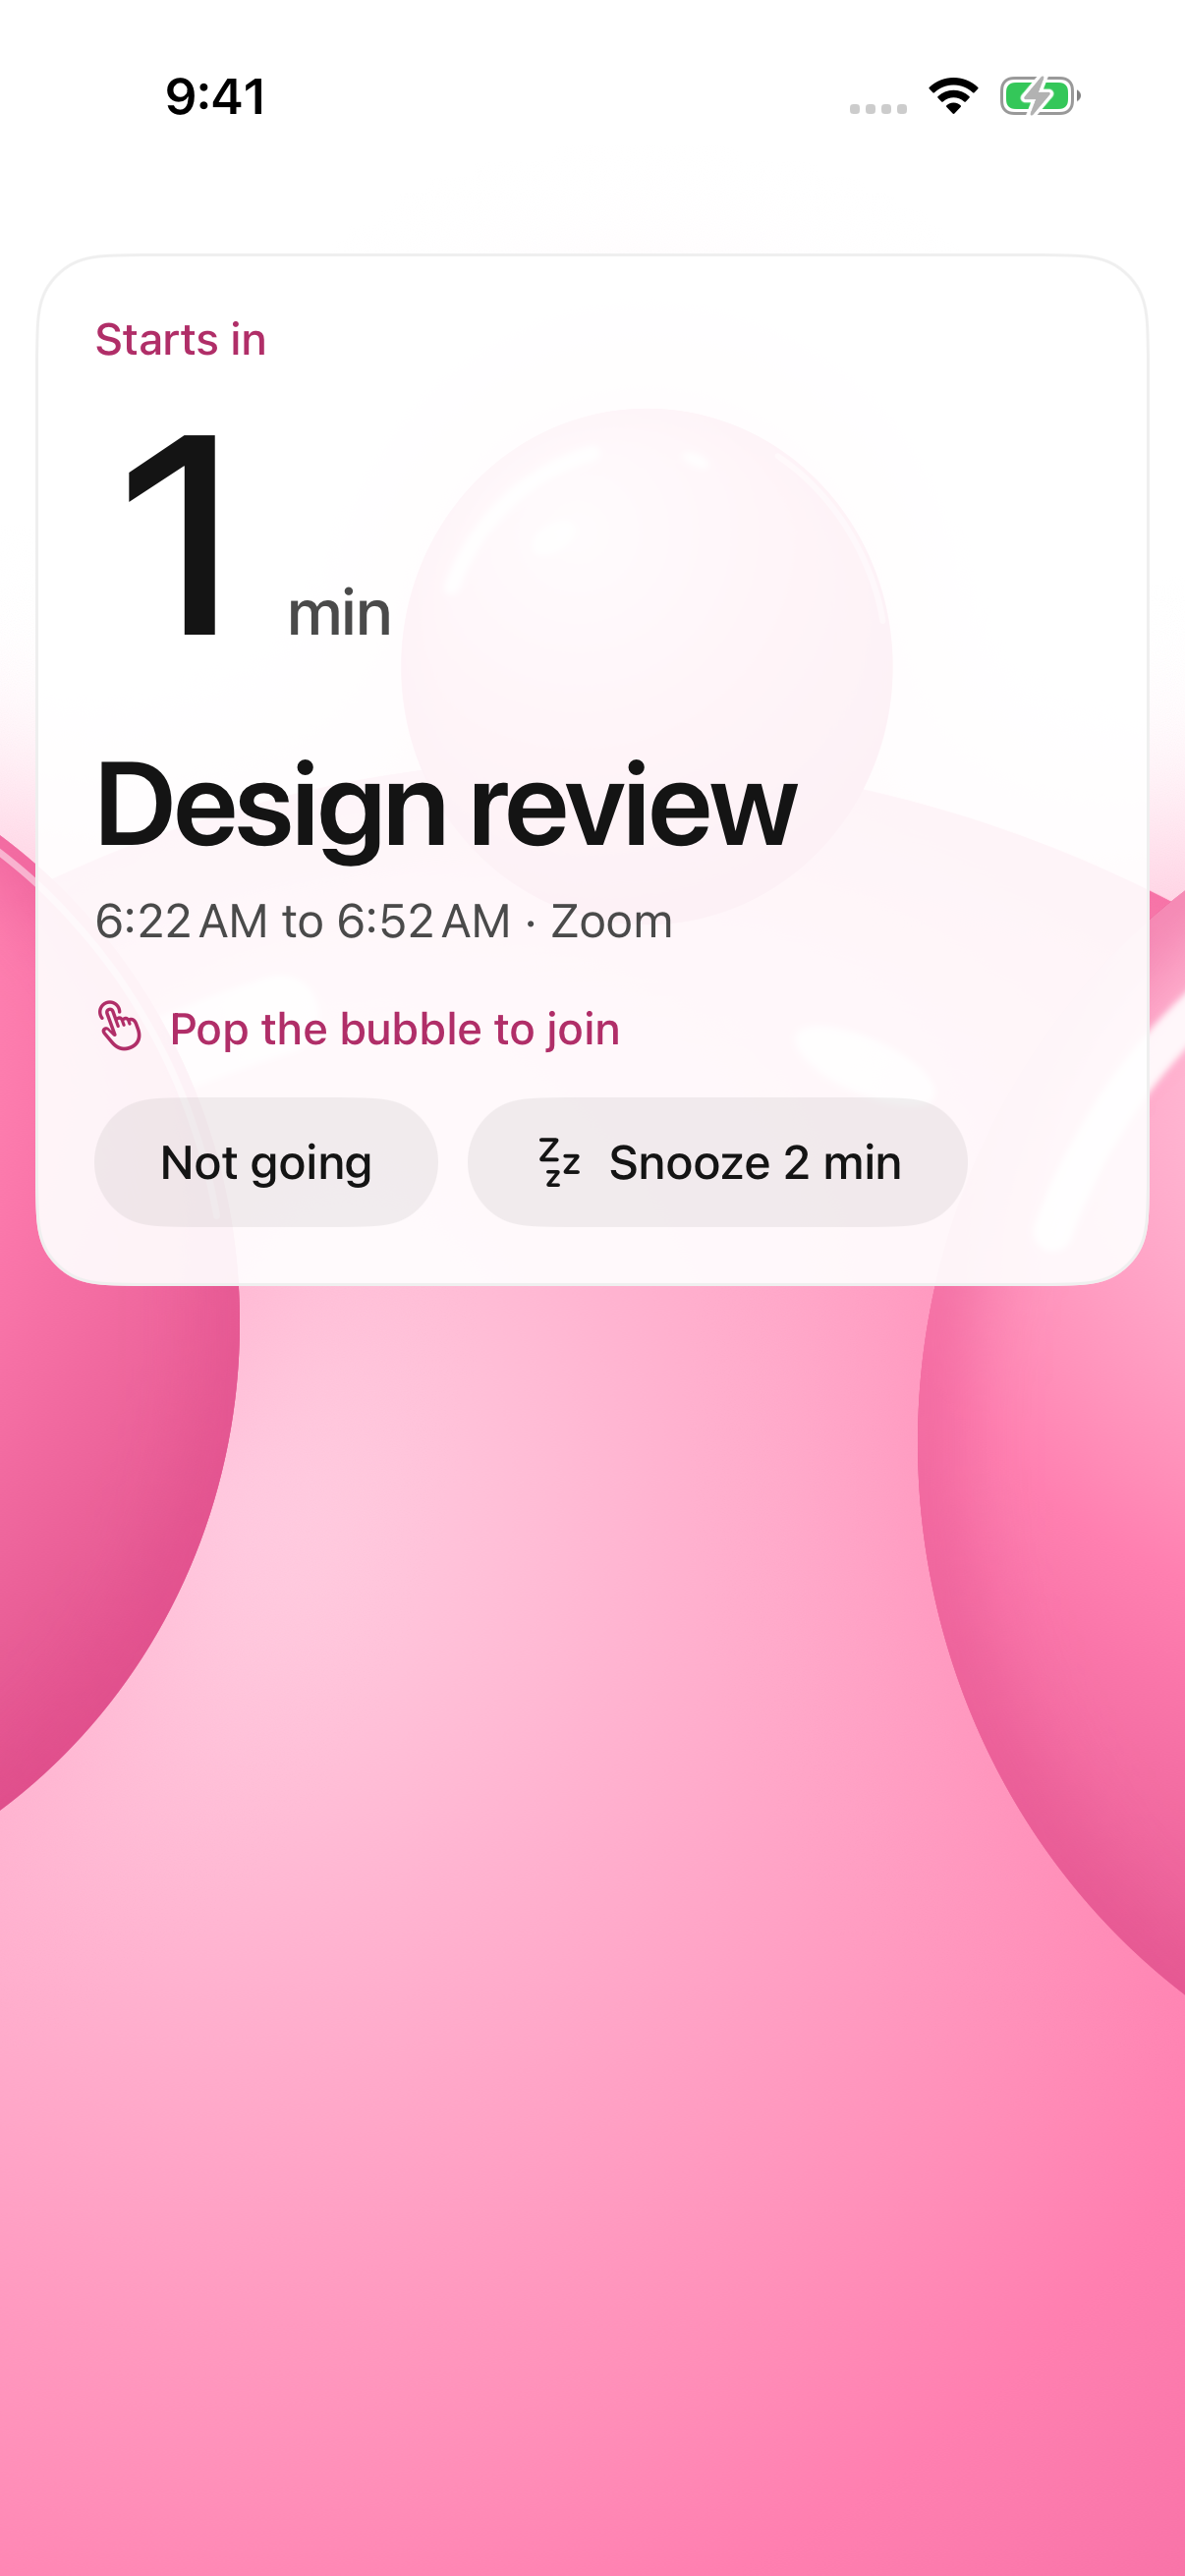 9:41
Starts in
1 min
Design review
6:22 AM to 6:52 AM · Zoom
Pop the bubble to join
Not going
zzz Snooze 2 min